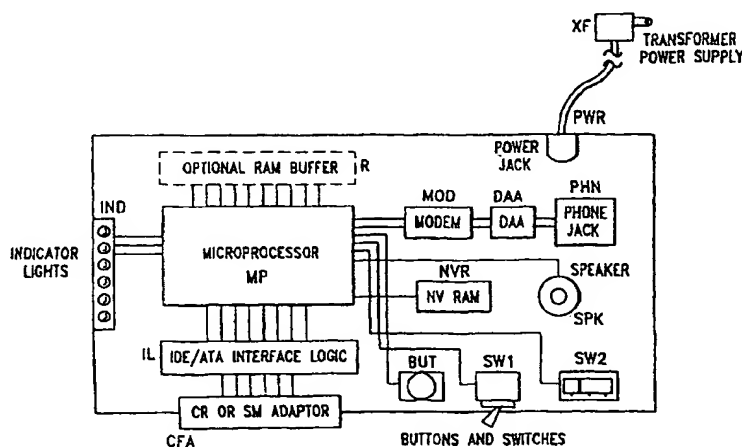 XF
TRANSFORMER
POWER SUPPLY
PWR
POWER
JACK
OPTIONAL RAM BUFFER
R
IND
MOD
DAA
PHN
MODEM
DAA
PHONE
JACK
INDICATOR
LIGHTS
MICROPROCESSOR
MP
NVR
NV RAM
SPEAKER
SPK
IL
IDE/ATA INTERFACE LOGIC
BUT
SW1
SW2
CR OR SM ADAPTOR
CFA
BUTTONS AND SWITCHES